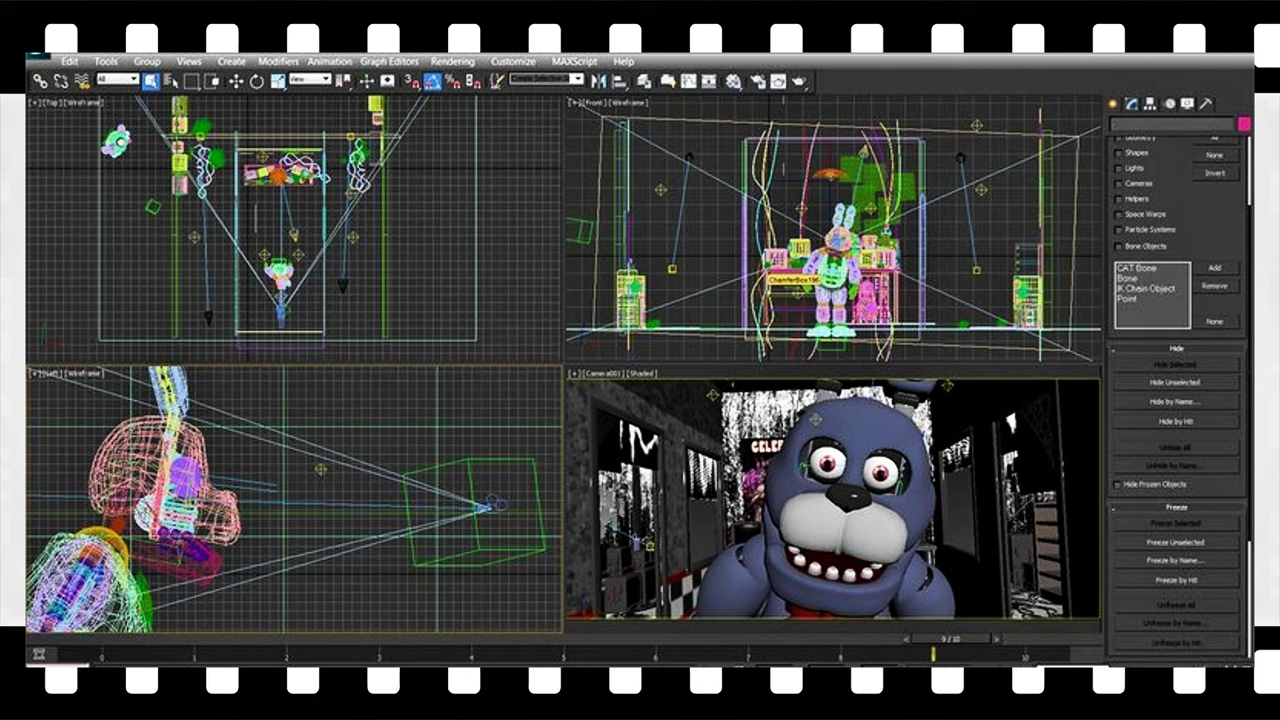 Edit Tools Group Views Create Modifiers Animation Graph Editors Rendering Customize MAXScript Help
All
View
3
Create Selection S
[+][Top][Wireframe]
[+][Front][Wireframe]
Shapes
None
Lights
Invert
Cameras
Helpers
Space Warps
Particle Systems
Bone Objects
CAT Bone
Add
Bone
IK Chain Object
Remove
Point
None
ChamferBox196
Hide
Hide Selected
Hide Unselected
Hide by Name...
Hide by Hit
Unhide All
Unhide by Name...
Hide Frozen Objects
Freeze
Freeze Selected
Freeze Unselected
Freeze by Name...
Freeze by Hit
Unfreeze All
Unfreeze by Name...
Unfreeze by Hit
[+][Left][Wireframe]
[+][Camera001][Shaded]
CELEB
< 9 / 10 >
0 1 2 3 4 5 6 7 8 10